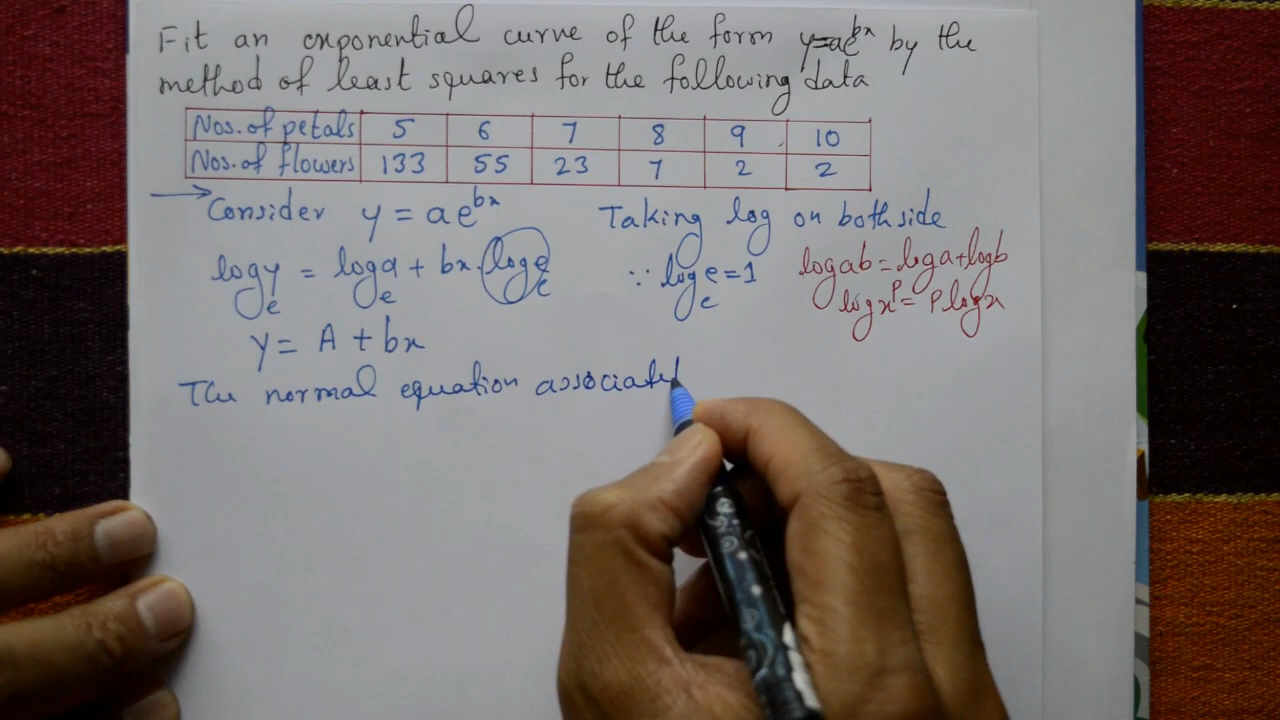 Fit an exponential curve of the form y=ae^bx by the
method of least squares for the following data
Nos. of petals 5 6 7 8 9 10
Nos. of flowers 133 55 23 7 2 2
→ Consider y = ae^bx Taking log on both side
log_e y = log_e a + bx. log_e e ∵ log_e e = 1 log ab = log a + log b
log x^p = p log x
Y = A + bx
The normal equation associated